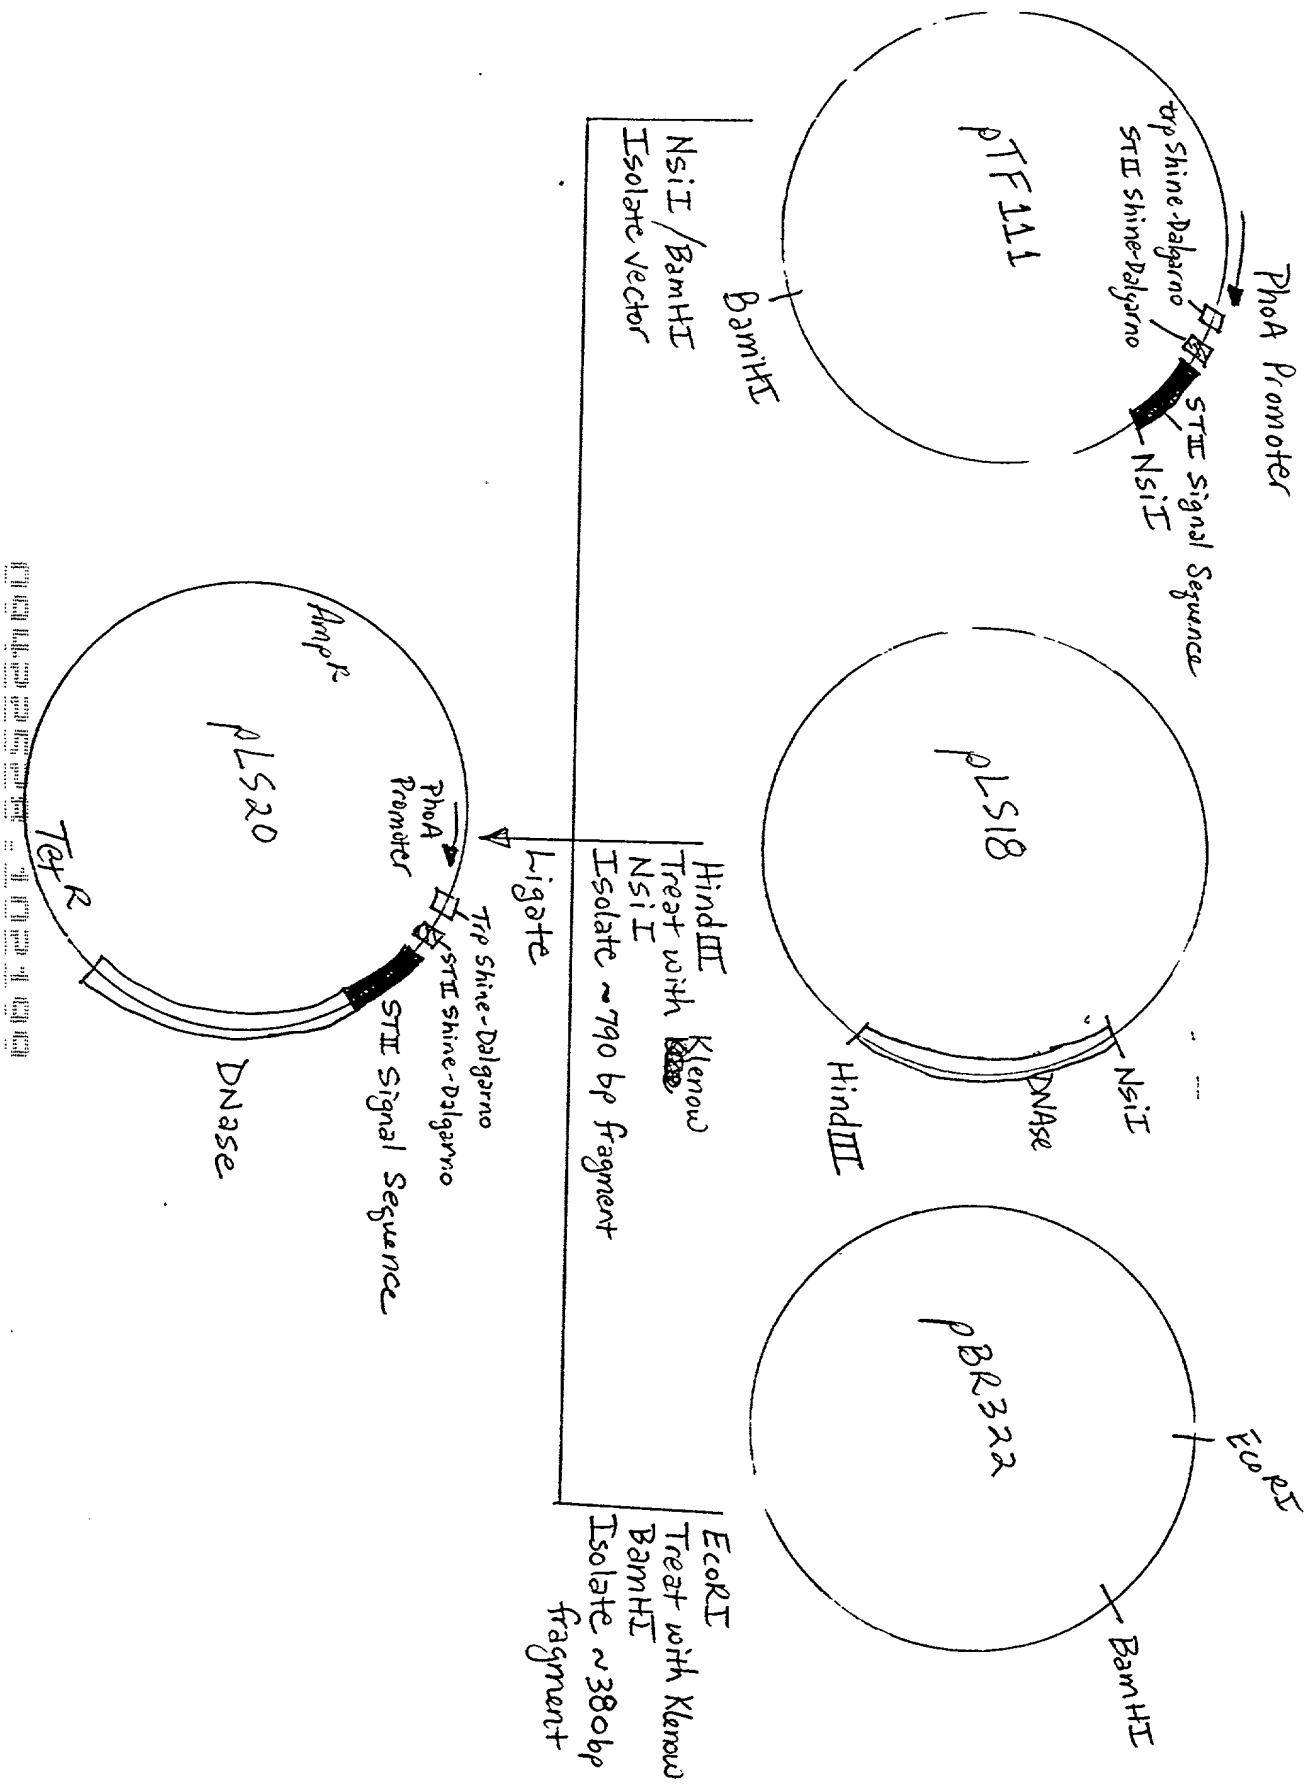 PhoA Promoter
trp Shine-Dalgarno
STII Shine-Dalgarno
STII Signal Sequence
NsiI
pTF111
BamHI
NsiI/BamHI
Isolate vector
pLS18
NsiI
DNAse
HindIII
HindIII
Treat with Klenow
NsiI
Isolate ~790 bp fragment
Ligate
EcoRI
pBR322
BamHI
EcoRI
Treat with Klenow
BamHI
Isolate ~380bp
fragment
AmpR
pLS20
PhoA
Promoter
Trp Shine-Dalgarno
STII Shine-Dalgarno
STII Signal Sequence
DNase
TetR